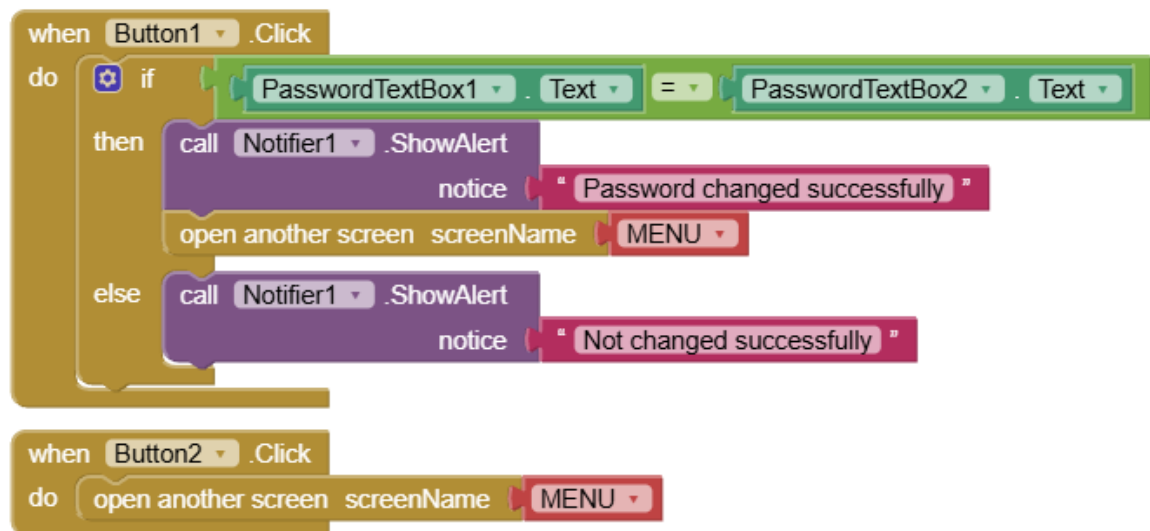 when Button1 .Click
do if PasswordTextBox1 . Text = PasswordTextBox2 . Text
then call Notifier1 .ShowAlert
notice “ Password changed successfully ”
open another screen screenName MENU
else call Notifier1 .ShowAlert
notice “ Not changed successfully ”
when Button2 .Click
do open another screen screenName MENU